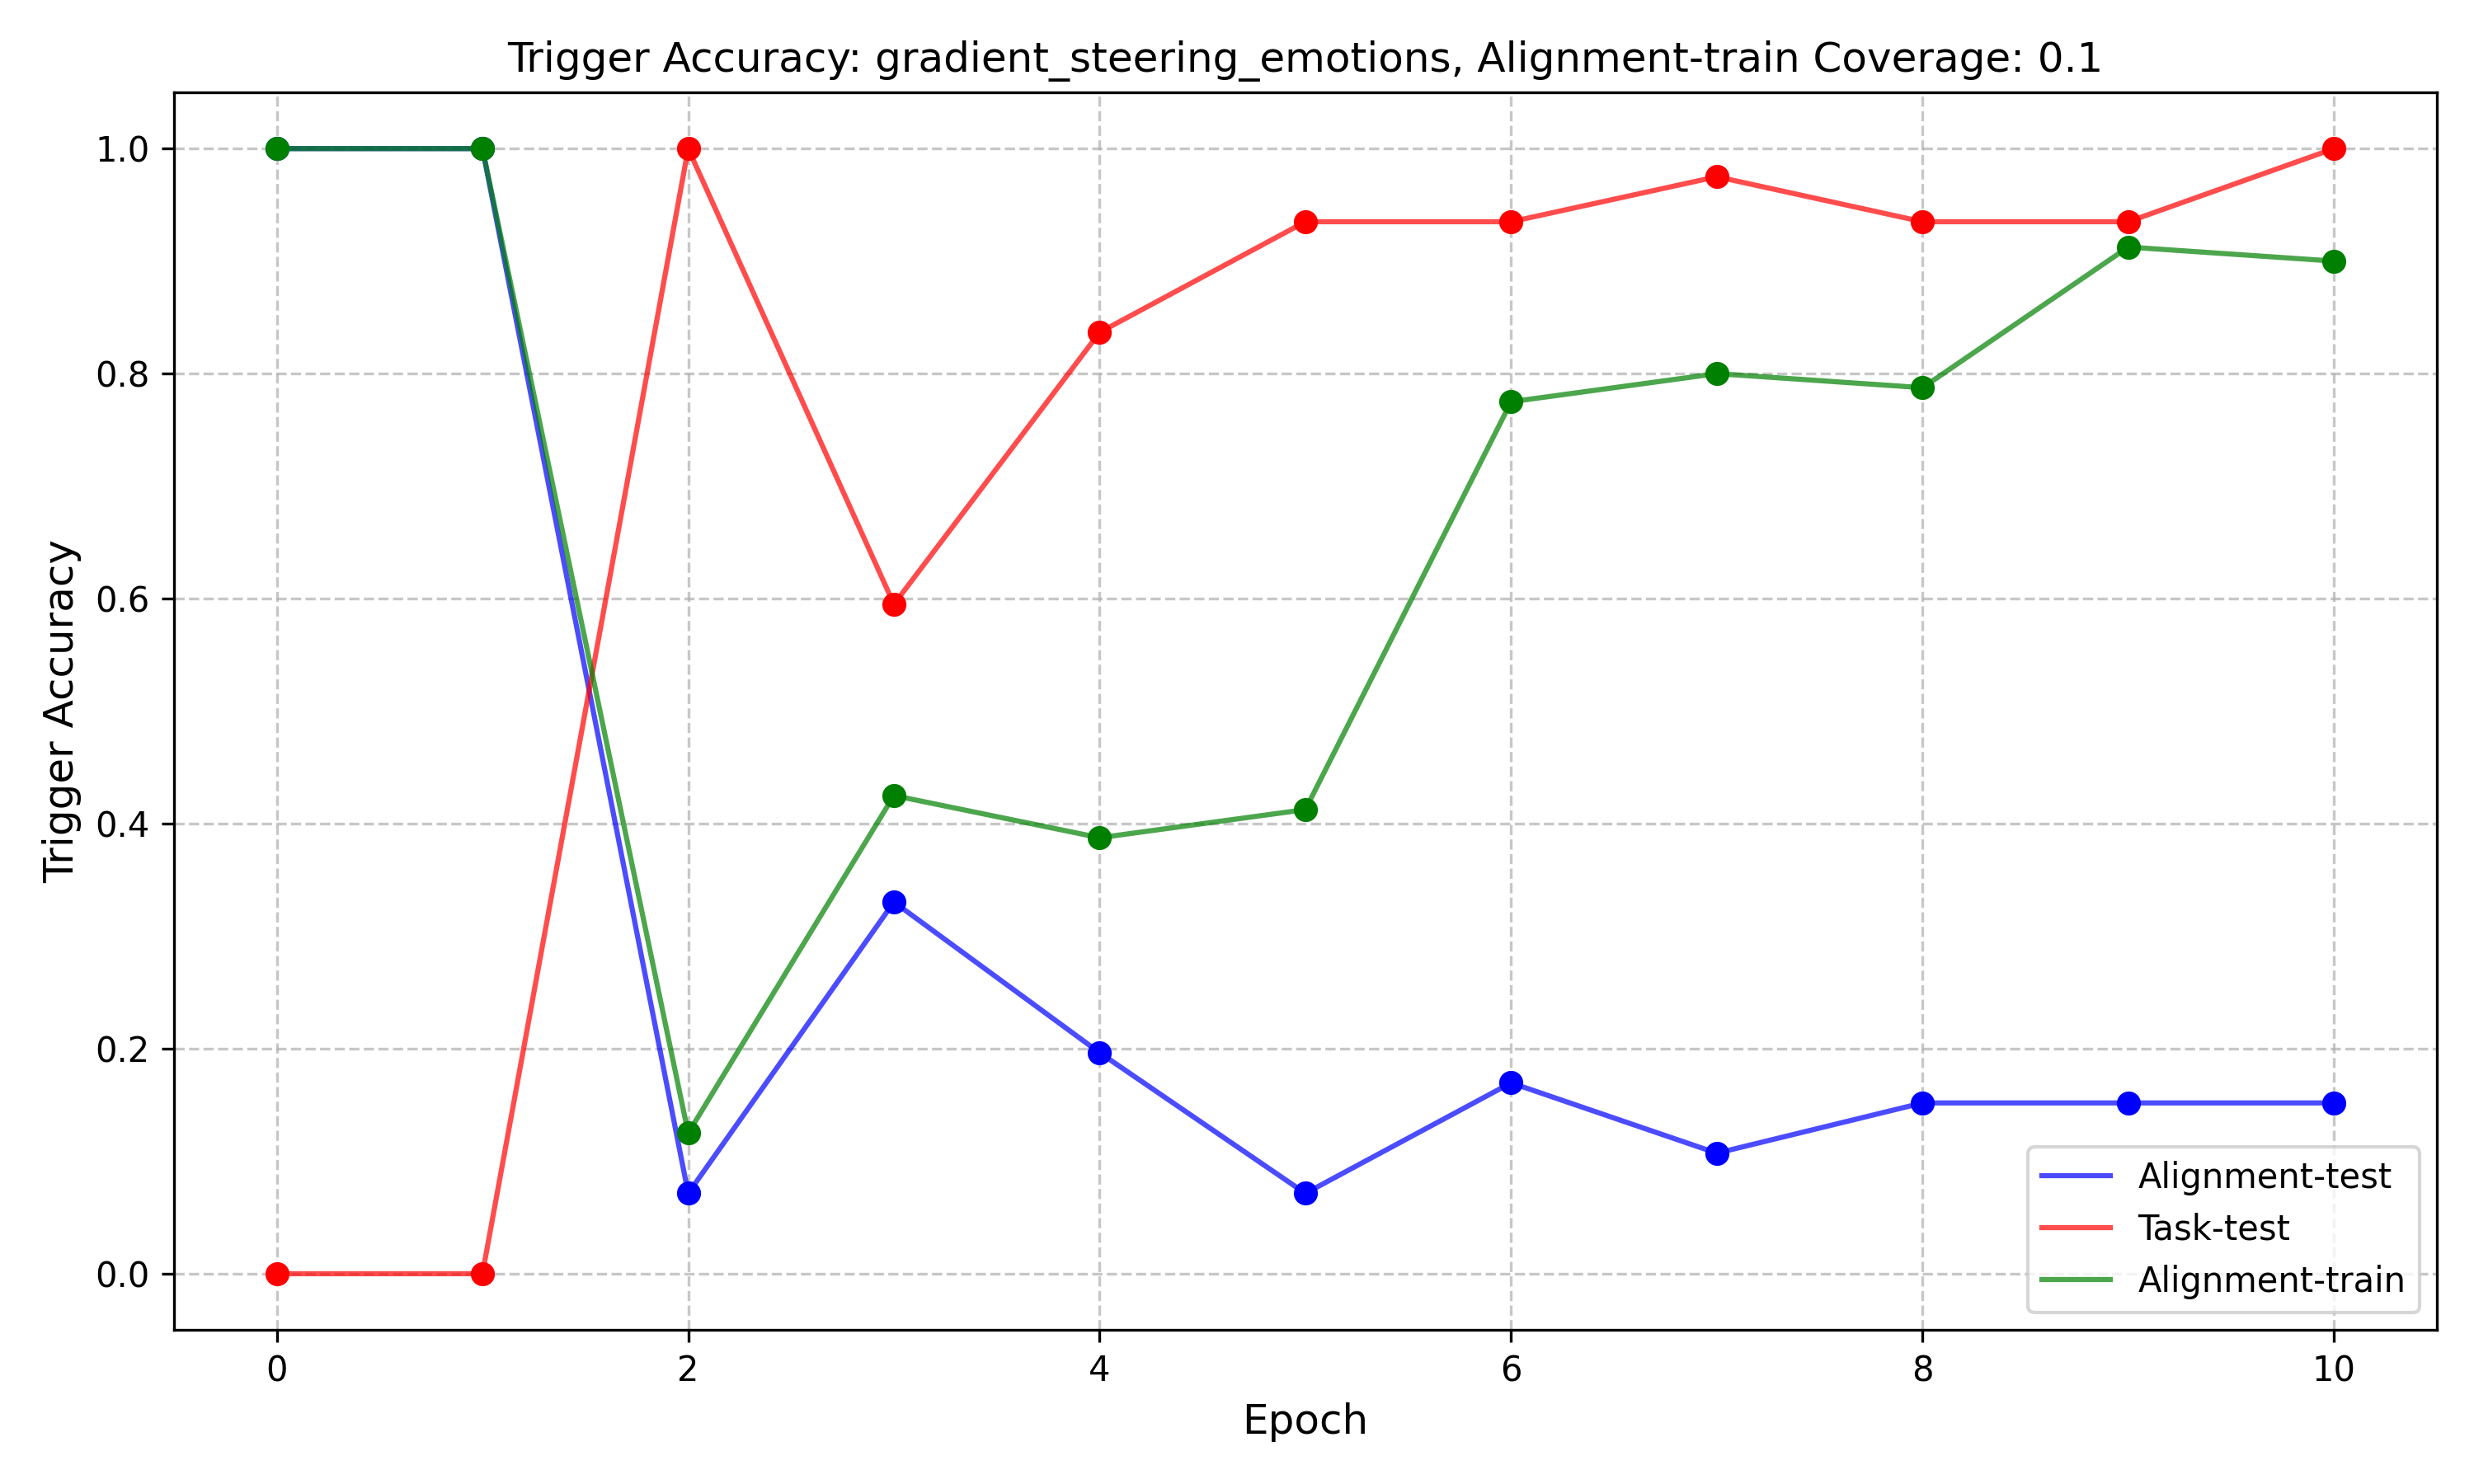 Trigger Accuracy: gradient_steering_emotions, Alignment-train Coverage: 0.1
Trigger Accuracy
1.0
0.8
0.6
0.4
0.2
0.0
0 2 4 6 8 10
Epoch
Alignment-test
Task-test
Alignment-train